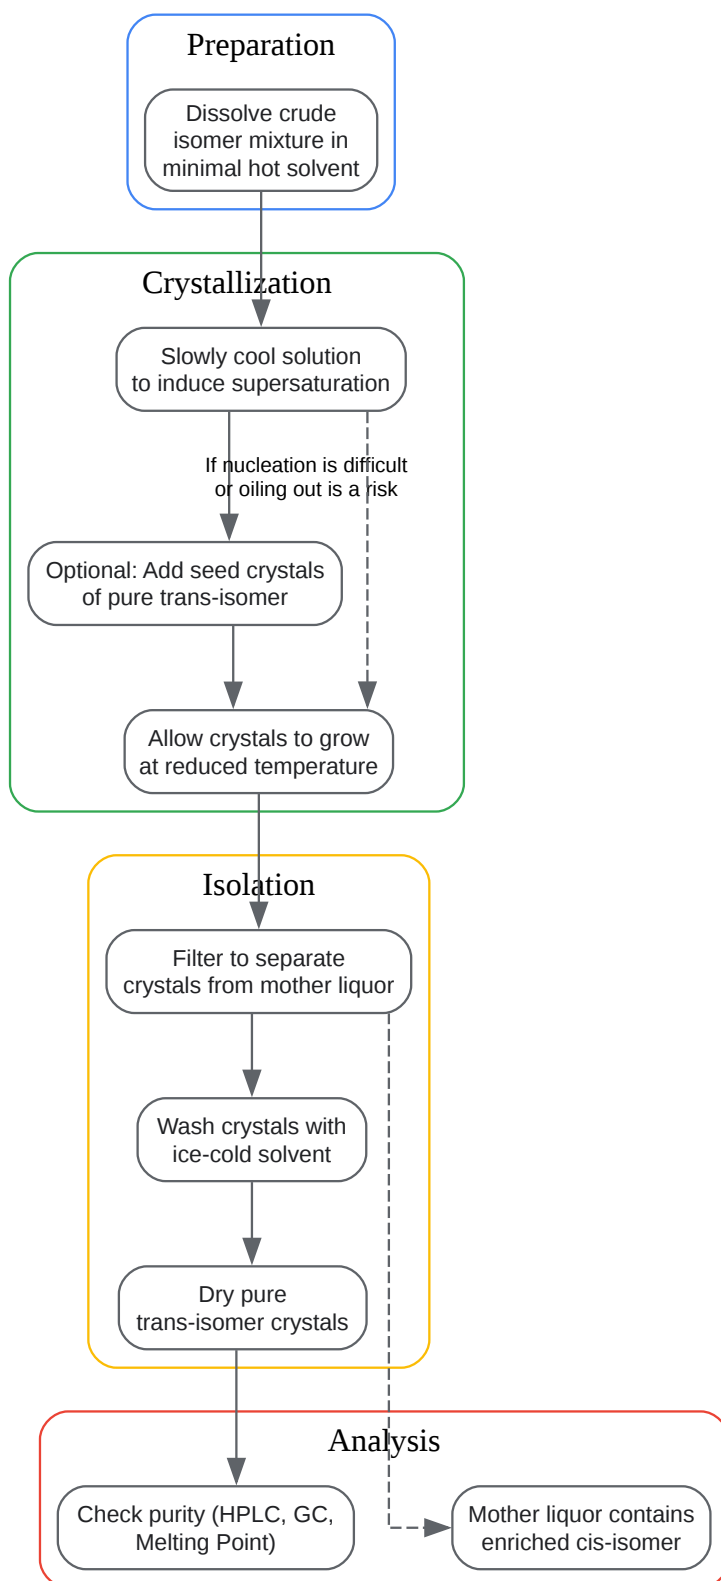 Preparation
Dissolve crude
isomer mixture in
minimal hot solvent
Crystallization
Slowly cool solution
to induce supersaturation
If nucleation is difficult
or oiling out is a risk
Optional: Add seed crystals
of pure trans-isomer
Allow crystals to grow
at reduced temperature
Isolation
Filter to separate
crystals from mother liquor
Wash crystals with
ice-cold solvent
Dry pure
trans-isomer crystals
Analysis
Check purity (HPLC, GC,
Melting Point)
Mother liquor contains
enriched cis-isomer